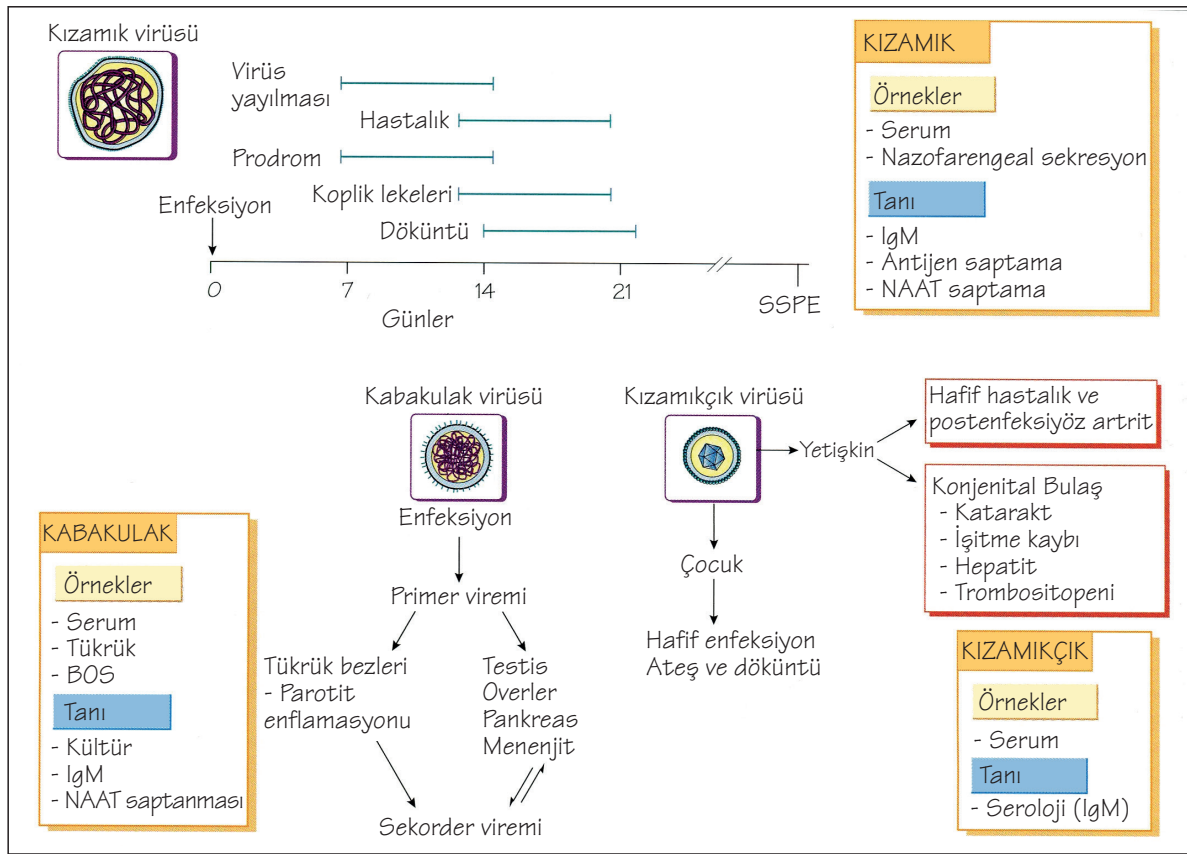 Kızamık virüsü
Virüs
yayılması
Hastalık
Prodrom
Koplik lekeleri
Döküntü
Enfeksiyon
0
7
14
21
SSPE
Günler
KIZAMIK
Örnekler
- Serum
- Nazofarengeal sekresyon
Tanı
- IgM
- Antijen saptama
- NAAT saptama
Kabakulak virüsü
Enfeksiyon
Primer viremi
Tükrük bezleri
- Parotit
enflamasyonu
Testis
Overler
Pankreas
Menenjit
Sekorder viremi
KABAKULAK
Örnekler
- Serum
- Tükrük
- BOS
Tanı
- Kültür
- IgM
- NAAT saptanması
Kızamıkçık virüsü
Yetişkin
Çocuk
Hafif enfeksiyon
Ateş ve döküntü
Hafif hastalık ve
postenfeksiyöz artrit
Konjenital Bulaş
- Katarakt
- İşitme kaybı
- Hepatit
- Trombositopeni
KIZAMIKÇIK
Örnekler
- Serum
Tanı
- Seroloji (IgM)